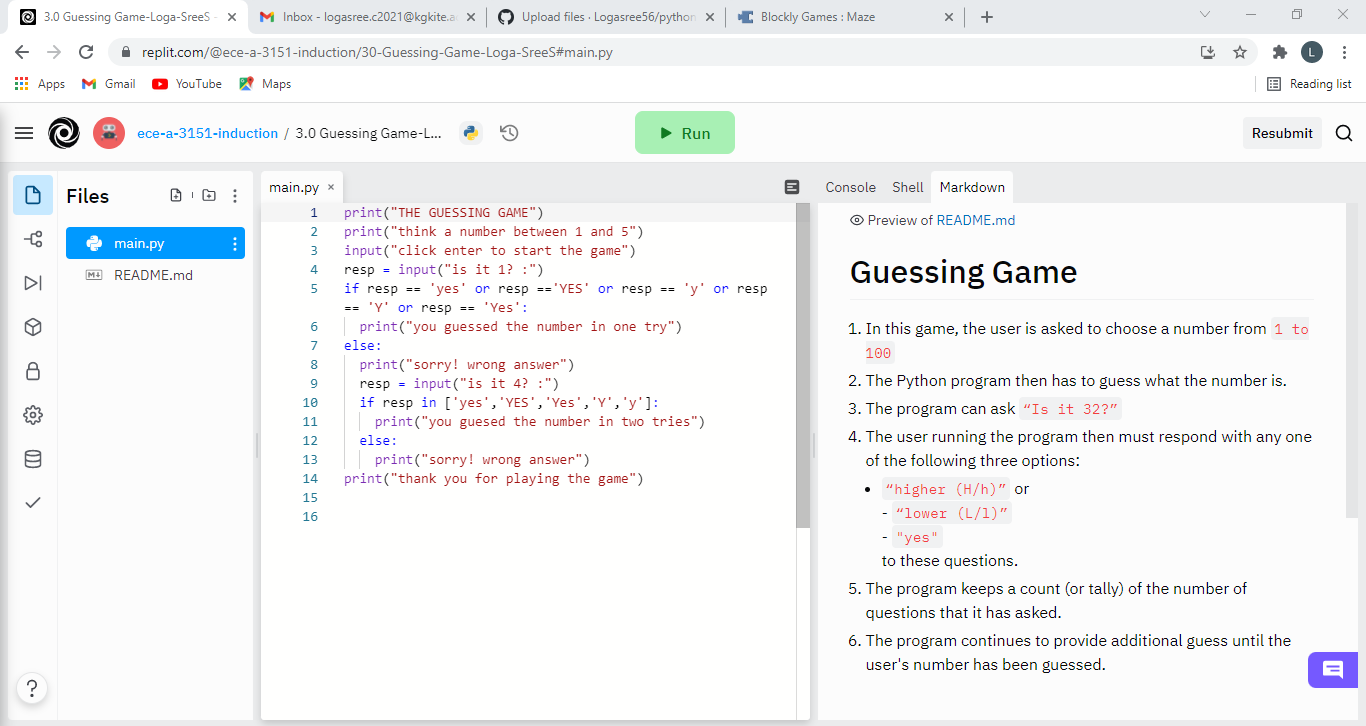 3.0 Guessing Game-Loga-SreeS
Inbox - logasree.c2021@kgkite.a
Upload files · Logasree56/python
Blockly Games : Maze
replit.com/@ece-a-3151-induction/30-Guessing-Game-Loga-SreeS#main.py
L
Apps
Gmail
YouTube
Maps
Reading list
ece-a-3151-induction / 3.0 Guessing Game-L...
Run
Resubmit
Files
main.py
README.md
main.py
1 print("THE GUESSING GAME")
2 print("think a number between 1 and 5")
3 input("click enter to start the game")
4 resp = input("is it 1? :")
5 if resp == 'yes' or resp =='YES' or resp == 'y' or resp
== 'Y' or resp == 'Yes':
6 print("you guessed the number in one try")
7 else:
8 print("sorry! wrong answer")
9 resp = input("is it 4? :")
10 if resp in ['yes','YES','Yes','Y','y']:
11 print("you guesed the number in two tries")
12 else:
13 print("sorry! wrong answer")
14 print("thank you for playing the game")
15
16
Console
Shell
Markdown
Preview of README.md
Guessing Game
1. In this game, the user is asked to choose a number from 1 to
100
2. The Python program then has to guess what the number is.
3. The program can ask “Is it 32?”
4. The user running the program then must respond with any one
of the following three options:
• “higher (H/h)” or
- “lower (L/l)”
- "yes"
to these questions.
5. The program keeps a count (or tally) of the number of
questions that it has asked.
6. The program continues to provide additional guess until the
user's number has been guessed.
?